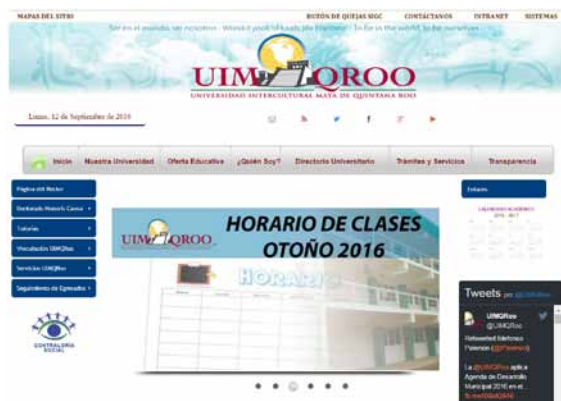 MAPAS DEL SITIO
BUZÓN DE QUEJAS SIGC
CONTÁCTANOS
INTRANET
SISTEMAS
UIMQROO
UNIVERSIDAD INTERCULTURAL MAYA DE QUINTANA ROO
Lunes, 12 de Septiembre de 2016
Inicio
Nuestra Universidad
Oferta Educativa
¿Quién Soy?
Directorio Universitario
Trámites y Servicios
Transparencia
Página del Rector
Doctorado Honoris Causa
Tutorías
Vinculación UIMQRoo
Servicios UIMQRoo
Seguimiento de Egresados
CONTRALORÍA
SOCIAL
UIMQROO
HORARIO DE CLASES
OTOÑO 2016
HORARIO
Enlaces
CALENDARIO ACADÉMICO
2016 - 2017
Tweets por @UIMQRoo
UIMQRoo
@UIMQRoo
La @UIMQRoo aplica
Agenda de Desarrollo
Municipal 2016 en el...